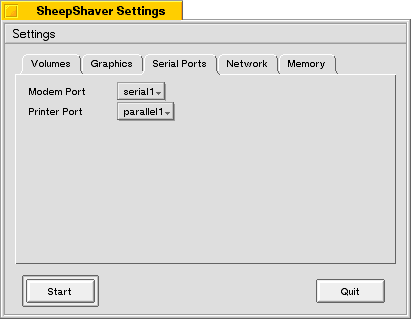 SheepShaver Settings
Settings
Volumes Graphics Serial Ports Network Memory
Modem Port serial1
Printer Port parallel1
Start Quit